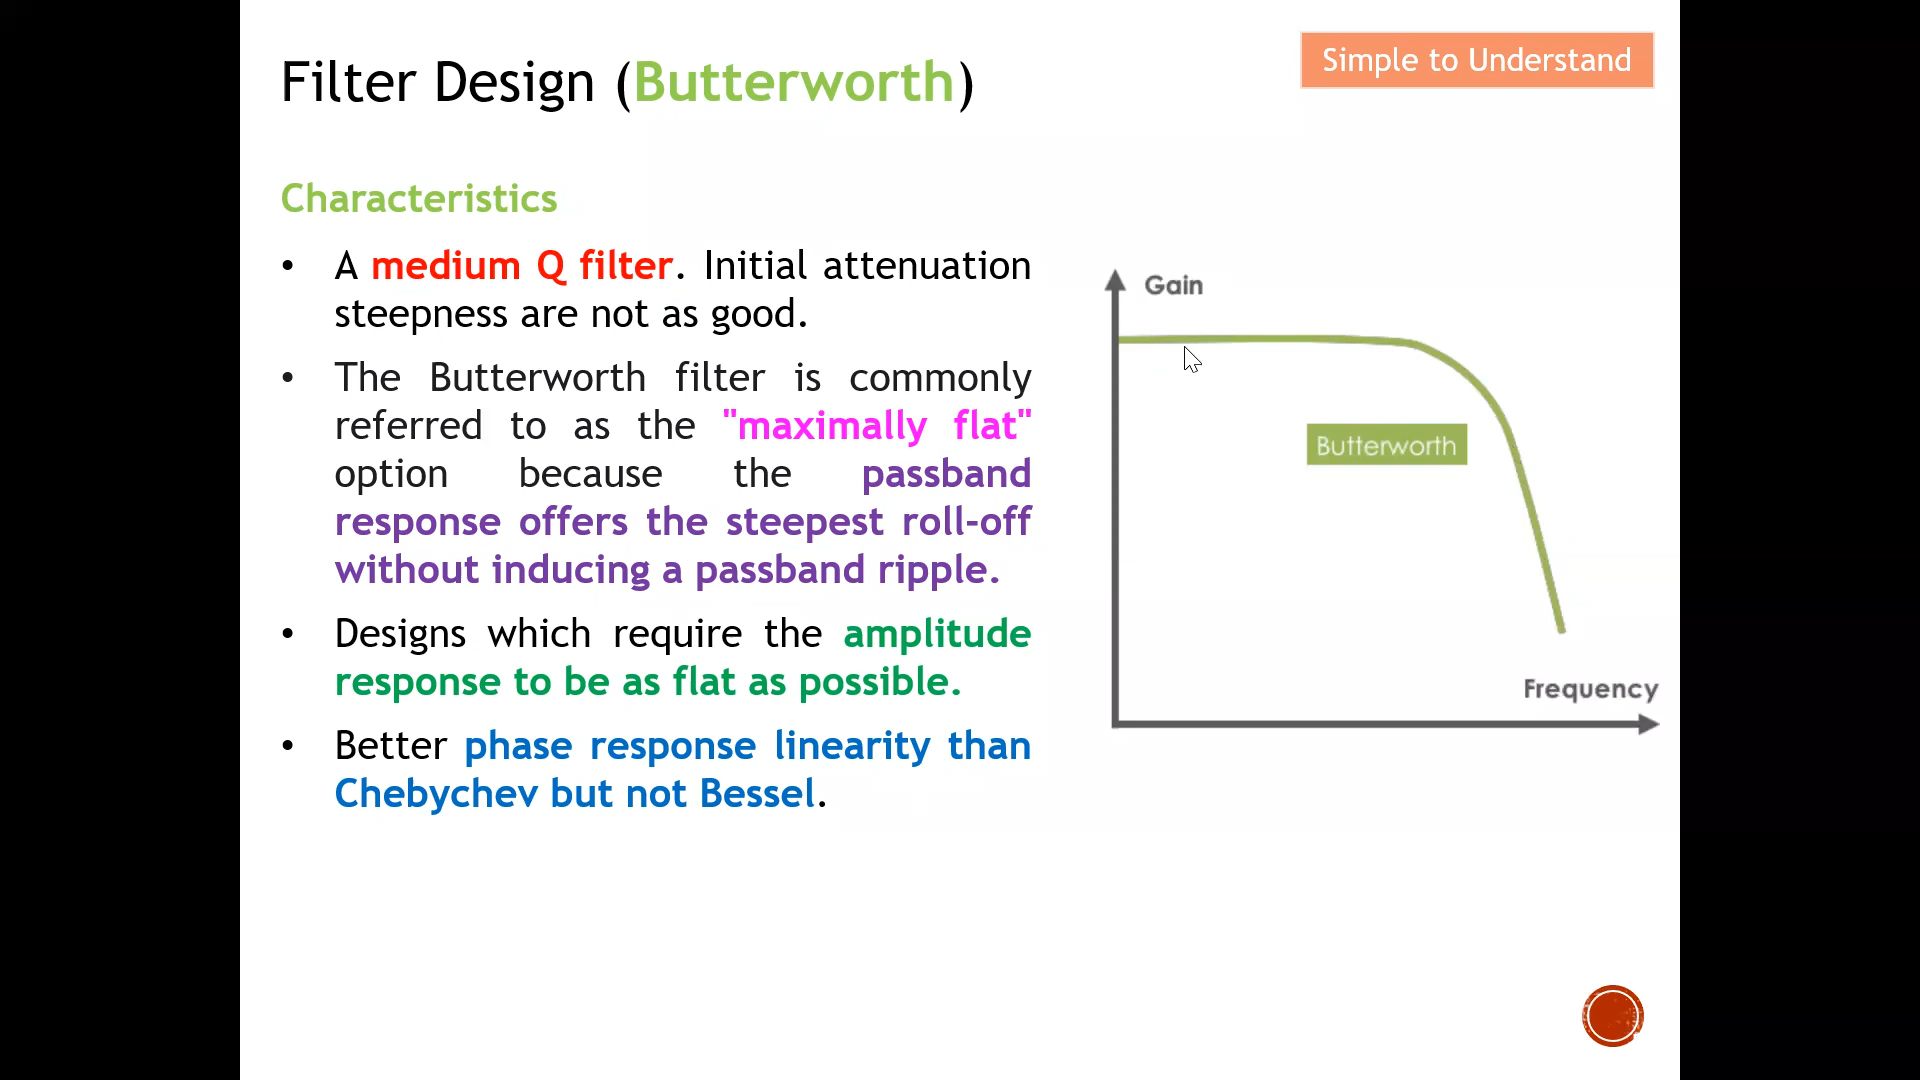 Filter Design (Butterworth)
Simple to Understand
Characteristics
• A medium Q filter. Initial attenuation
steepness are not as good.
• The Butterworth filter is commonly
referred to as the "maximally flat"
option because the passband
response offers the steepest roll-off
without inducing a passband ripple.
• Designs which require the amplitude
response to be as flat as possible.
• Better phase response linearity than
Chebychev but not Bessel.
Gain
Butterworth
Frequency